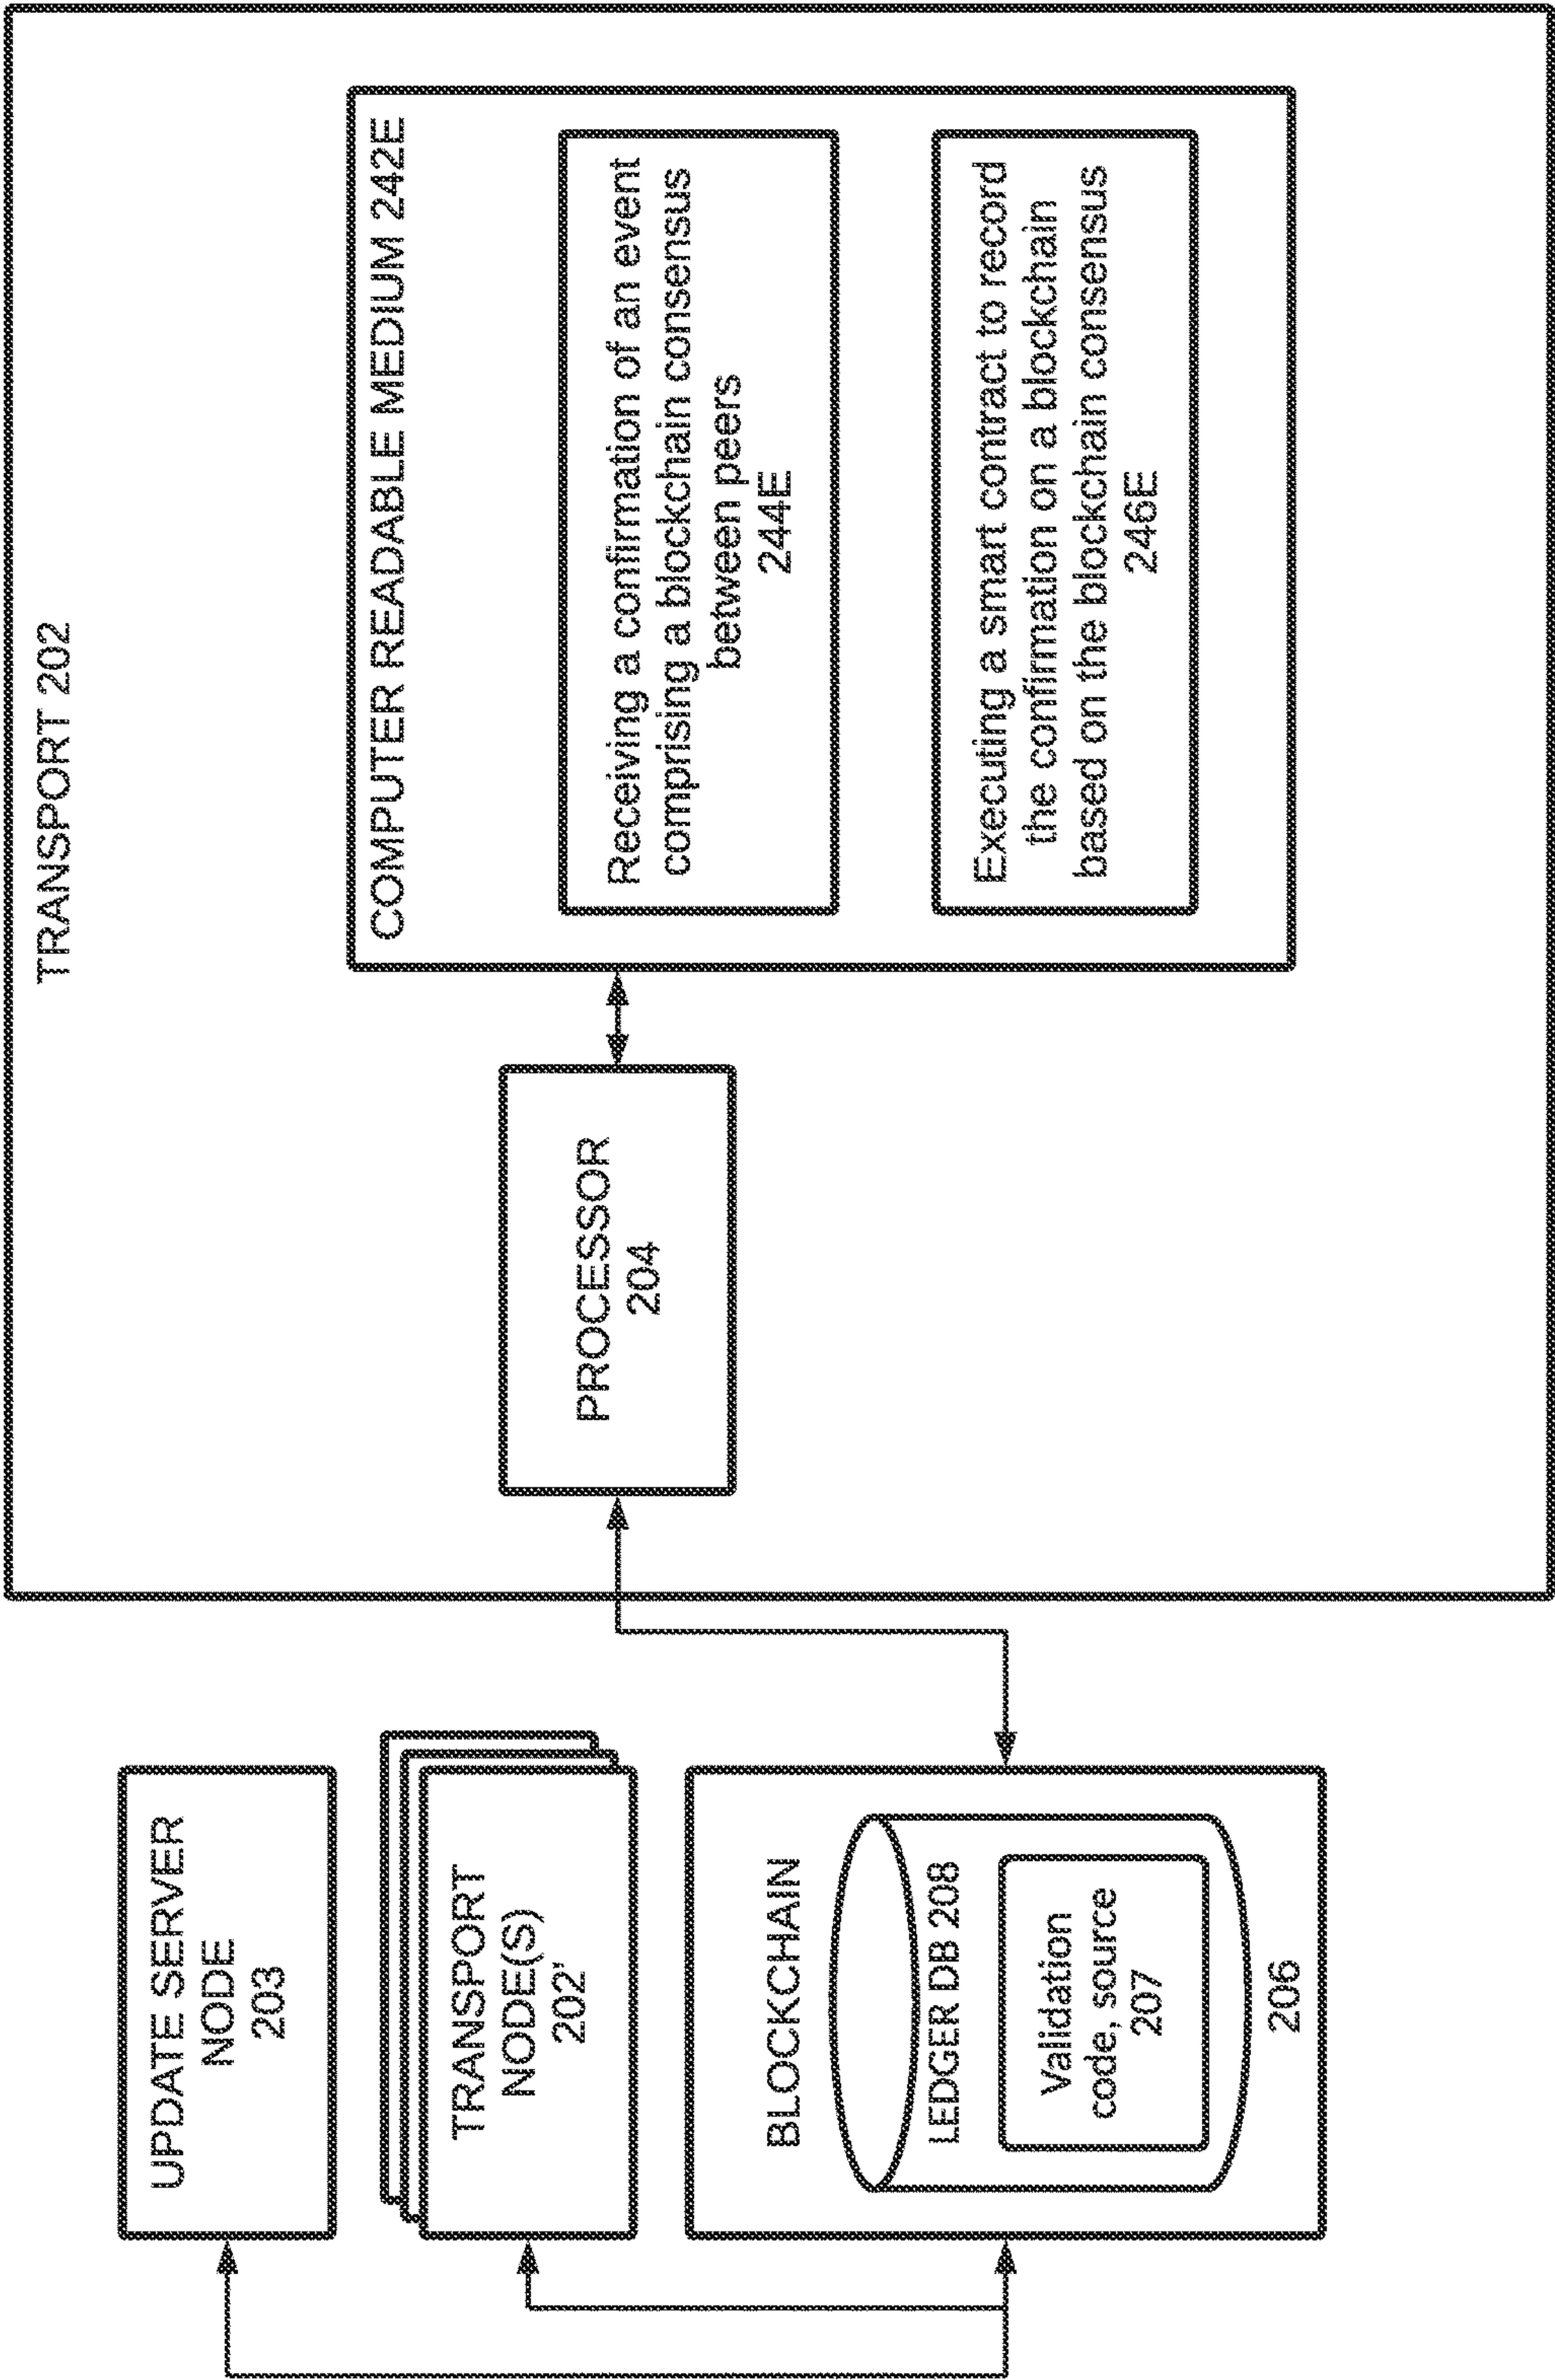 TRANSPORT 202
UPDATE SERVER
NODE
203
TRANSPORT
NODE(S)
202'
BLOCKCHAIN
LEDGER DB 208
Validation
code, source
207
206
PROCESSOR
204
COMPUTER READABLE MEDIUM 242E
Receiving a confirmation of an event
comprising a blockchain consensus
between peers
244E
Executing a smart contract to record
the confirmation on a blockchain
based on the blockchain consensus
246E